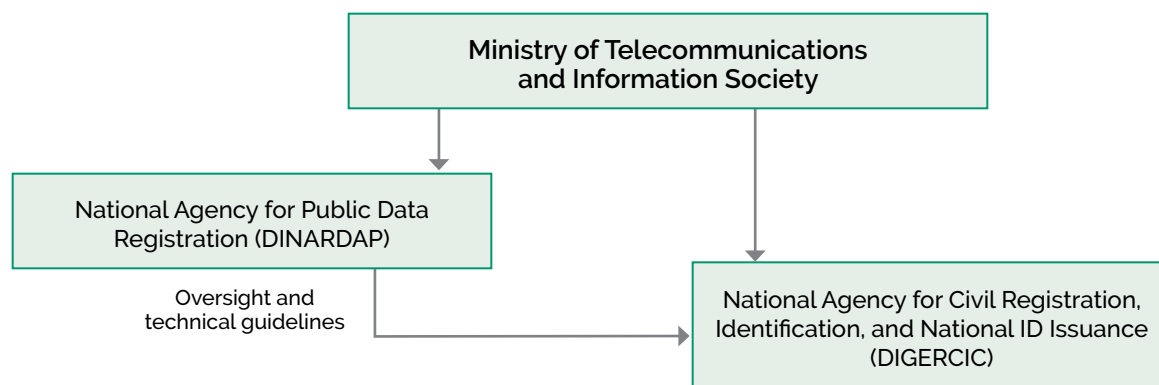 Ministry of Telecommunications
and Information Society
National Agency for Public Data
Registration (DINARDAP)
Oversight and
technical guidelines
National Agency for Civil Registration,
Identification, and National ID Issuance
(DIGERCIC)